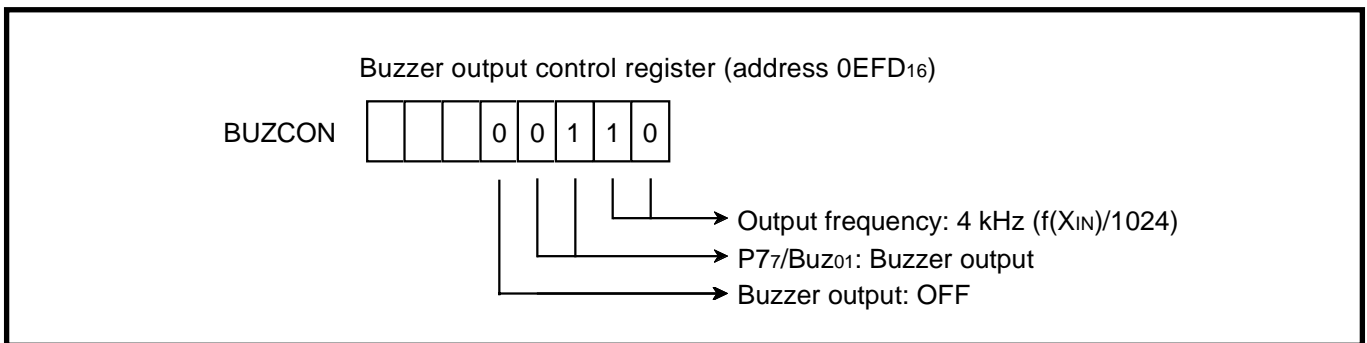 Buzzer output control register (address 0EFD16)
BUZCON 0 0 1 1 0
Output frequency: 4 kHz (f(XIN)/1024)
P77/Buz01: Buzzer output
Buzzer output: OFF